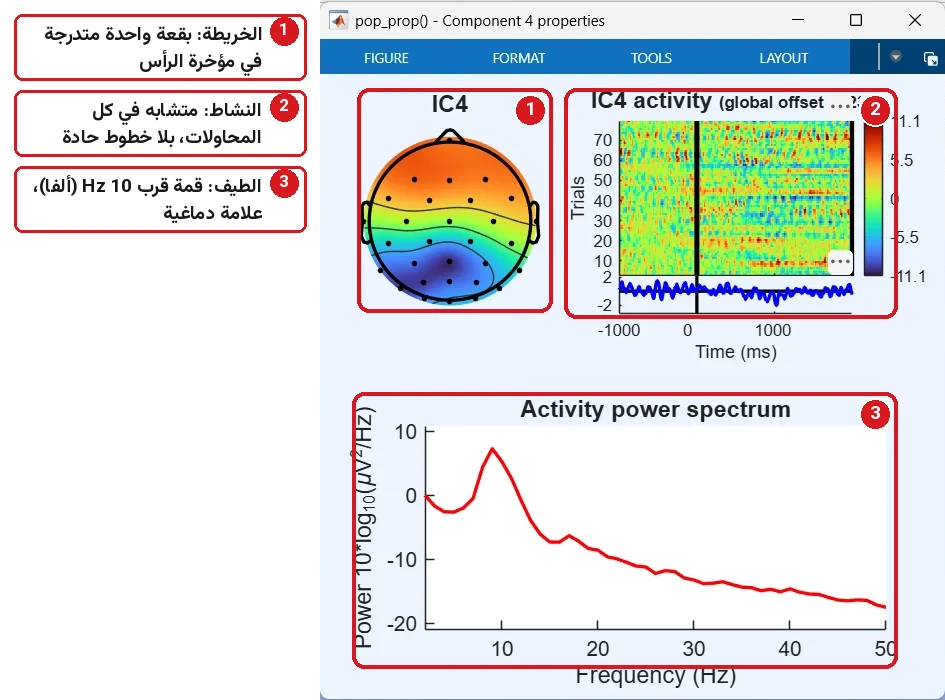 1 الخريطة: بقعة واحدة متدرجة
في مؤخرة الرأس
2 النشاط: متشابه في كل
المحاولات، بلا خطوط حادة
3 الطيف: قمة قرب 10 Hz (ألفا)،
علامة دماغية
pop_prop() - Component 4 properties
FIGURE FORMAT TOOLS LAYOUT
IC4
1
IC4 activity (global offset ...
2
Trials
70
60
50
40
30
20
10
2
-2
11.1
5.5
0
-5.5
-11.1
-1000 0 1000
Time (ms)
Activity power spectrum
3
Power 10*log10(μV2/Hz)
10
0
-10
-20
10 20 30 40 50
Frequency (Hz)